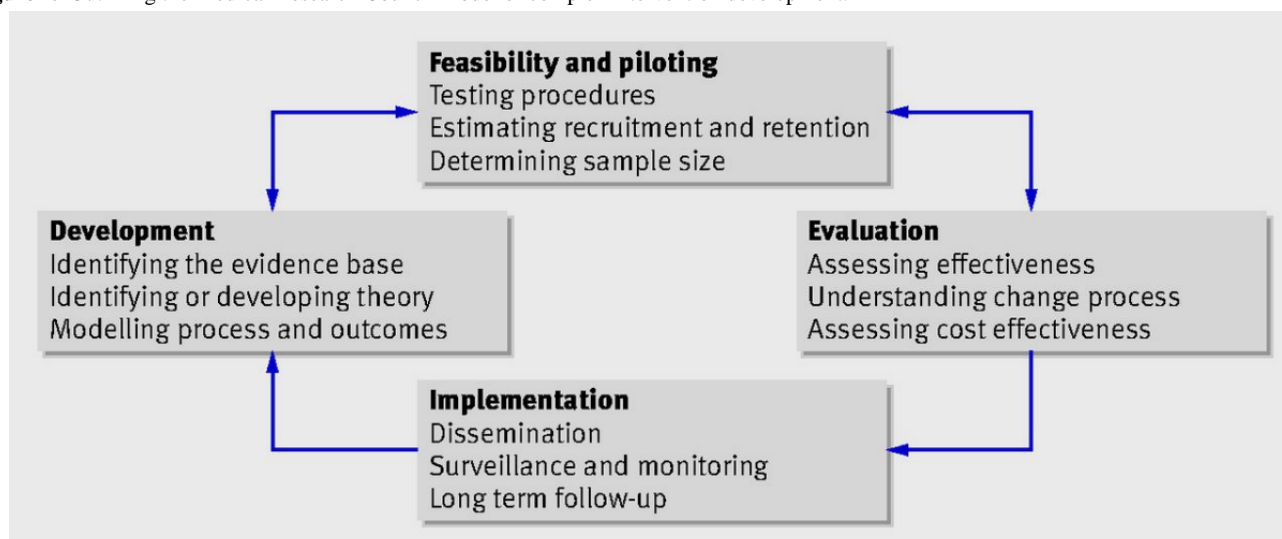 Feasibility and piloting
Testing procedures
Estimating recruitment and retention
Determining sample size
Development
Identifying the evidence base
Identifying or developing theory
Modelling process and outcomes
Evaluation
Assessing effectiveness
Understanding change process
Assessing cost effectiveness
Implementation
Dissemination
Surveillance and monitoring
Long term follow-up